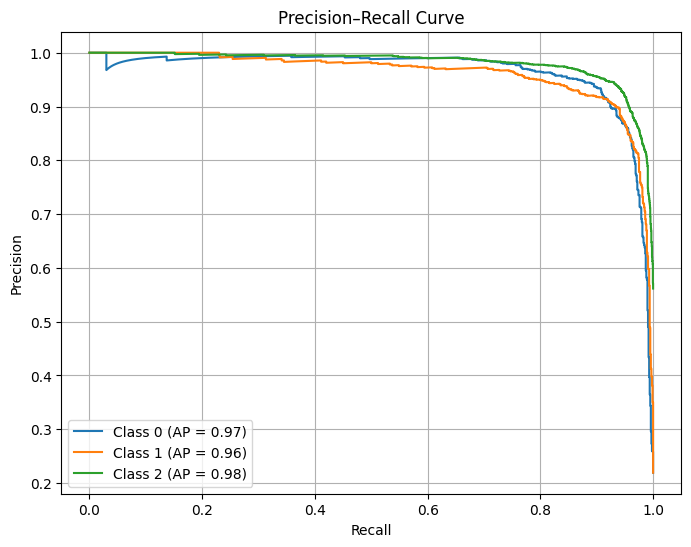 Precision–Recall Curve
1.0
0.9
0.8
0.7
0.6
0.5
0.4
0.3
0.2
Precision
Class 0 (AP = 0.97)
Class 1 (AP = 0.96)
Class 2 (AP = 0.98)
0.0 0.2 0.4 0.6 0.8 1.0
Recall